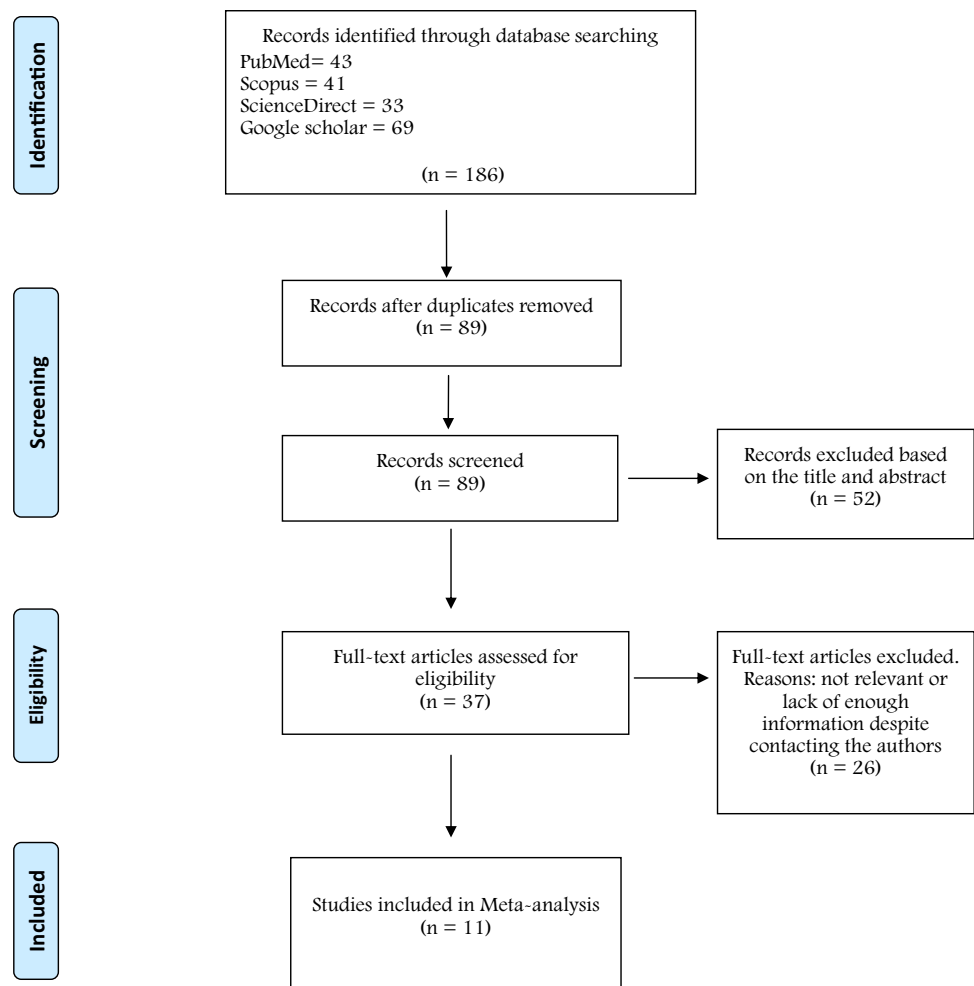 Identification
Records identified through database searching
PubMed= 43
Scopus = 41
ScienceDirect = 33
Google scholar = 69
(n = 186)
Screening
Records after duplicates removed
(n = 89)
Records screened
(n = 89)
Records excluded based
on the title and abstract
(n = 52)
Eligibility
Full-text articles assessed for
eligibility
(n = 37)
Full-text articles excluded.
Reasons: not relevant or
lack of enough
information despite
contacting the authors
(n = 26)
Included
Studies included in Meta-analysis
(n = 11)